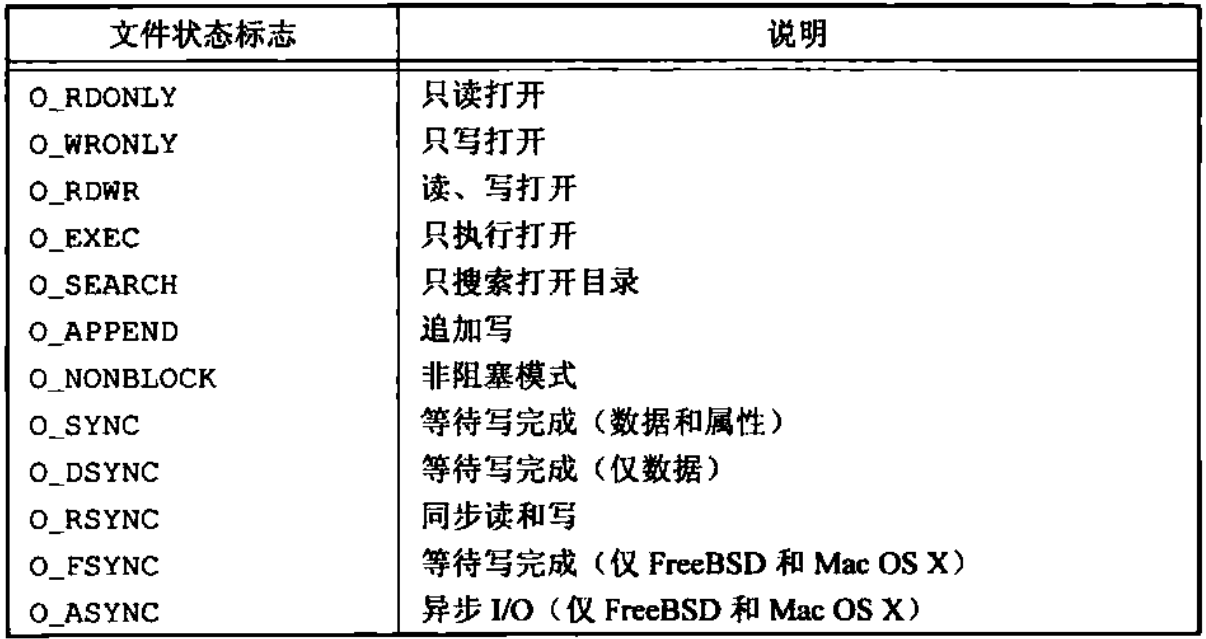 文件状态标志 说明
O_RDONLY 只读打开
O_WRONLY 只写打开
O_RDWR 读、写打开
O_EXEC 只执行打开
O_SEARCH 只搜索打开目录
O_APPEND 追加写
O_NONBLOCK 非阻塞模式
O_SYNC 等待写完成（数据和属性）
O_DSYNC 等待写完成（仅数据）
O_RSYNC 同步读和写
O_FSYNC 等待写完成（仅 FreeBSD 和 Mac OS X）
O_ASYNC 异步 I/O（仅 FreeBSD 和 Mac OS X）